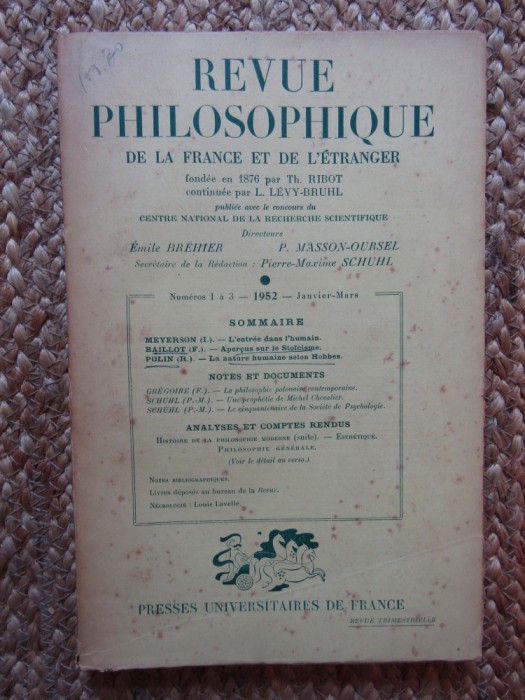 REVUE
PHILOSOPHIQUE
DE LA FRANCE ET DE L'ÉTRANGER
fondée en 1876 par Th. RIBOT
continuée par L. LÉVY-BRUHL
publiée avec le concours du
CENTRE NATIONAL DE LA RECHERCHE SCIENTIFIQUE
Directeurs
Émile BRÉHIER P. MASSON-OURSEL
Secrétaire de la Rédaction : Pierre-Maxime SCHUHL
Numéros 1 à 3 — 1952 — Janvier-Mars
SOMMAIRE
MEYERSON (I.). — L'entrée dans l'humain.
BAILLOT (F.). — Aperçus sur le Stoïcisme.
POLIN (R.). — La nature humaine selon Hobbes.
NOTES ET DOCUMENTS
GRÉGOIRE (F.). — La philosophie polonaise contemporaine.
SCHUHL (P.-M.). — Une prophétie de Michel Chevalier.
SCHUHL (P.-M.). — Le cinquantenaire de la Société de Psychologie.
ANALYSES ET COMPTES RENDUS
HISTOIRE DE LA PHILOSOPHIE MODERNE (suite). — ESTHÉTIQUE.
PHILOSOPHIE GÉNÉRALE.
(Voir le détail au verso.)
NOTES BIBLIOGRAPHIQUES.
Livres déposés au bureau de la Revue.
NÉCROLOGIE : Louis Lavelle.
PRESSES UNIVERSITAIRES DE FRANCE
REVUE TRIMESTRIELLE